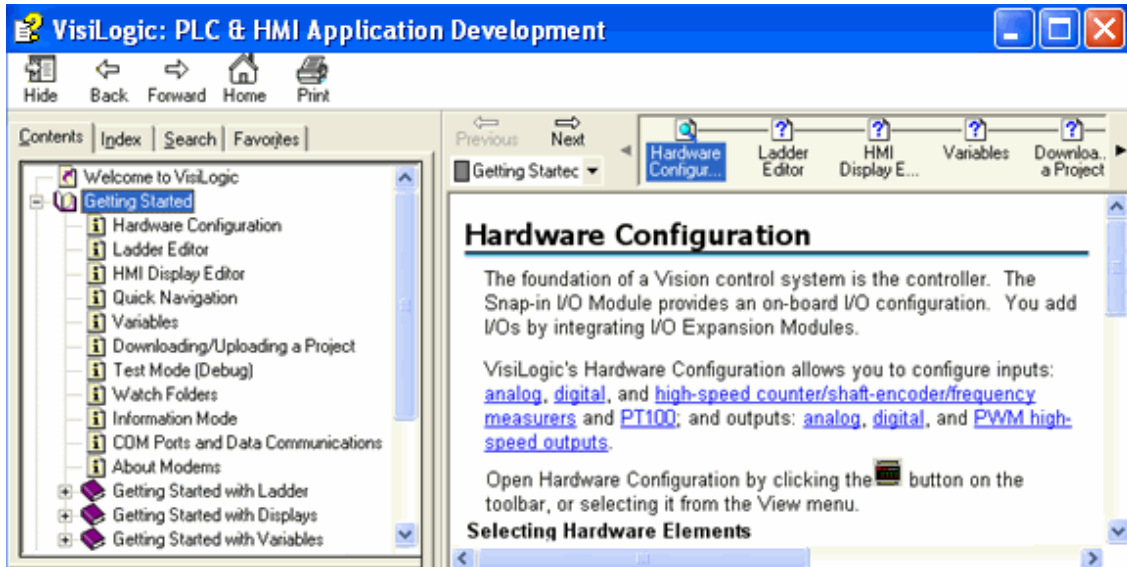 VisiLogic: PLC & HMI Application Development
Hide Back Forward Home Print
Contents Index Search Favorites
Welcome to VisiLogic
Getting Started
Hardware Configuration
Ladder Editor
HMI Display Editor
Quick Navigation
Variables
Downloading/Uploading a Project
Test Mode (Debug)
Watch Folders
Information Mode
COM Ports and Data Communications
About Modems
Getting Started with Ladder
Getting Started with Displays
Getting Started with Variables
Previous Next
Getting Startec
Hardware Configur...
Ladder Editor
HMI Display E...
Variables
Downloa.. a Project
Hardware Configuration
The foundation of a Vision control system is the controller. The
Snap-in I/O Module provides an on-board I/O configuration. You add
I/Os by integrating I/O Expansion Modules.
VisiLogic's Hardware Configuration allows you to configure inputs:
analog, digital, and high-speed counter/shaft-encoder/frequency
measurers and PT100; and outputs: analog, digital, and PWM high-
speed outputs.
Open Hardware Configuration by clicking the button on the
toolbar, or selecting it from the View menu.
Selecting Hardware Elements